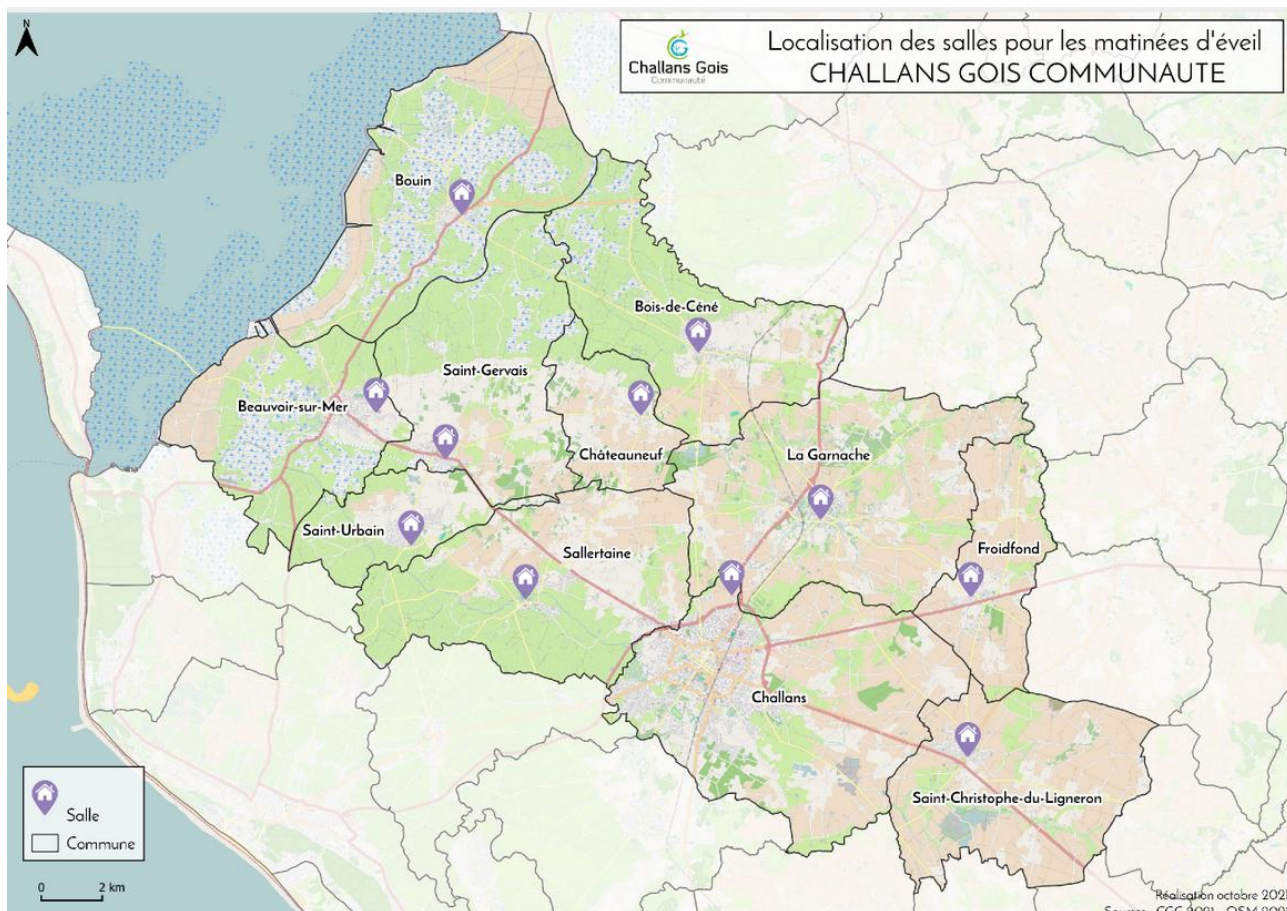 N
Challans Gois
Communauté
Localisation des salles pour les matinées d'éveil
CHALLANS GOIS COMMUNAUTE
Bouin
Bois-de-Céné
Saint-Gervais
Beauvoir-sur-Mer
Châteauneuf
La Garnache
Saint-Urbain
Sallertaine
Froidfond
Challans
Saint-Christophe-du-Ligneron
Salle
Commune
0 2 km
Réalisation octobre 2021